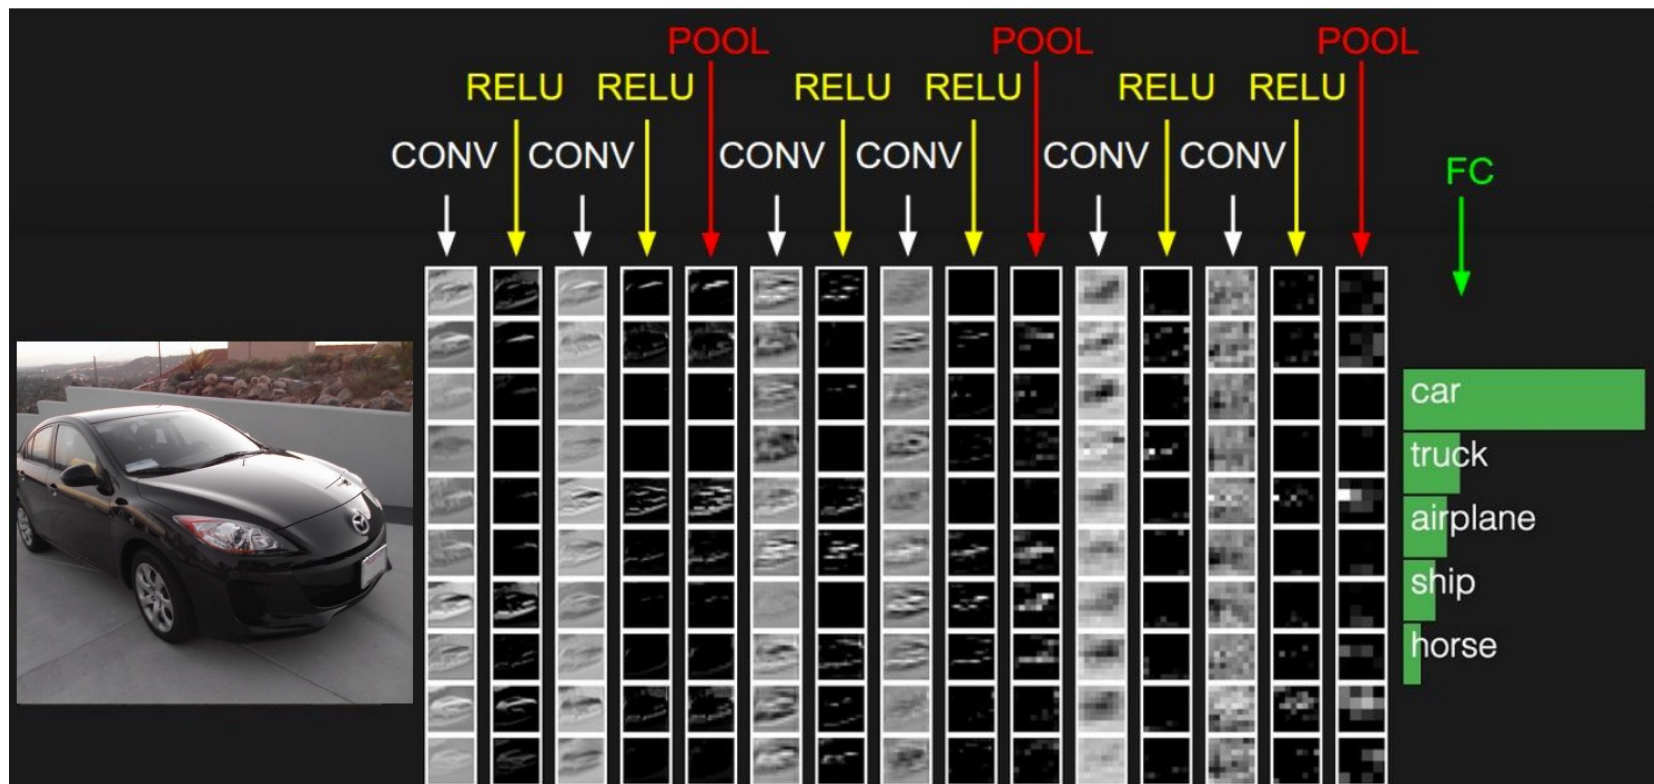 POOL POOL POOL
RELU RELU RELU RELU RELU RELU
CONV CONV CONV CONV CONV CONV
FC
car
truck
airplane
ship
horse